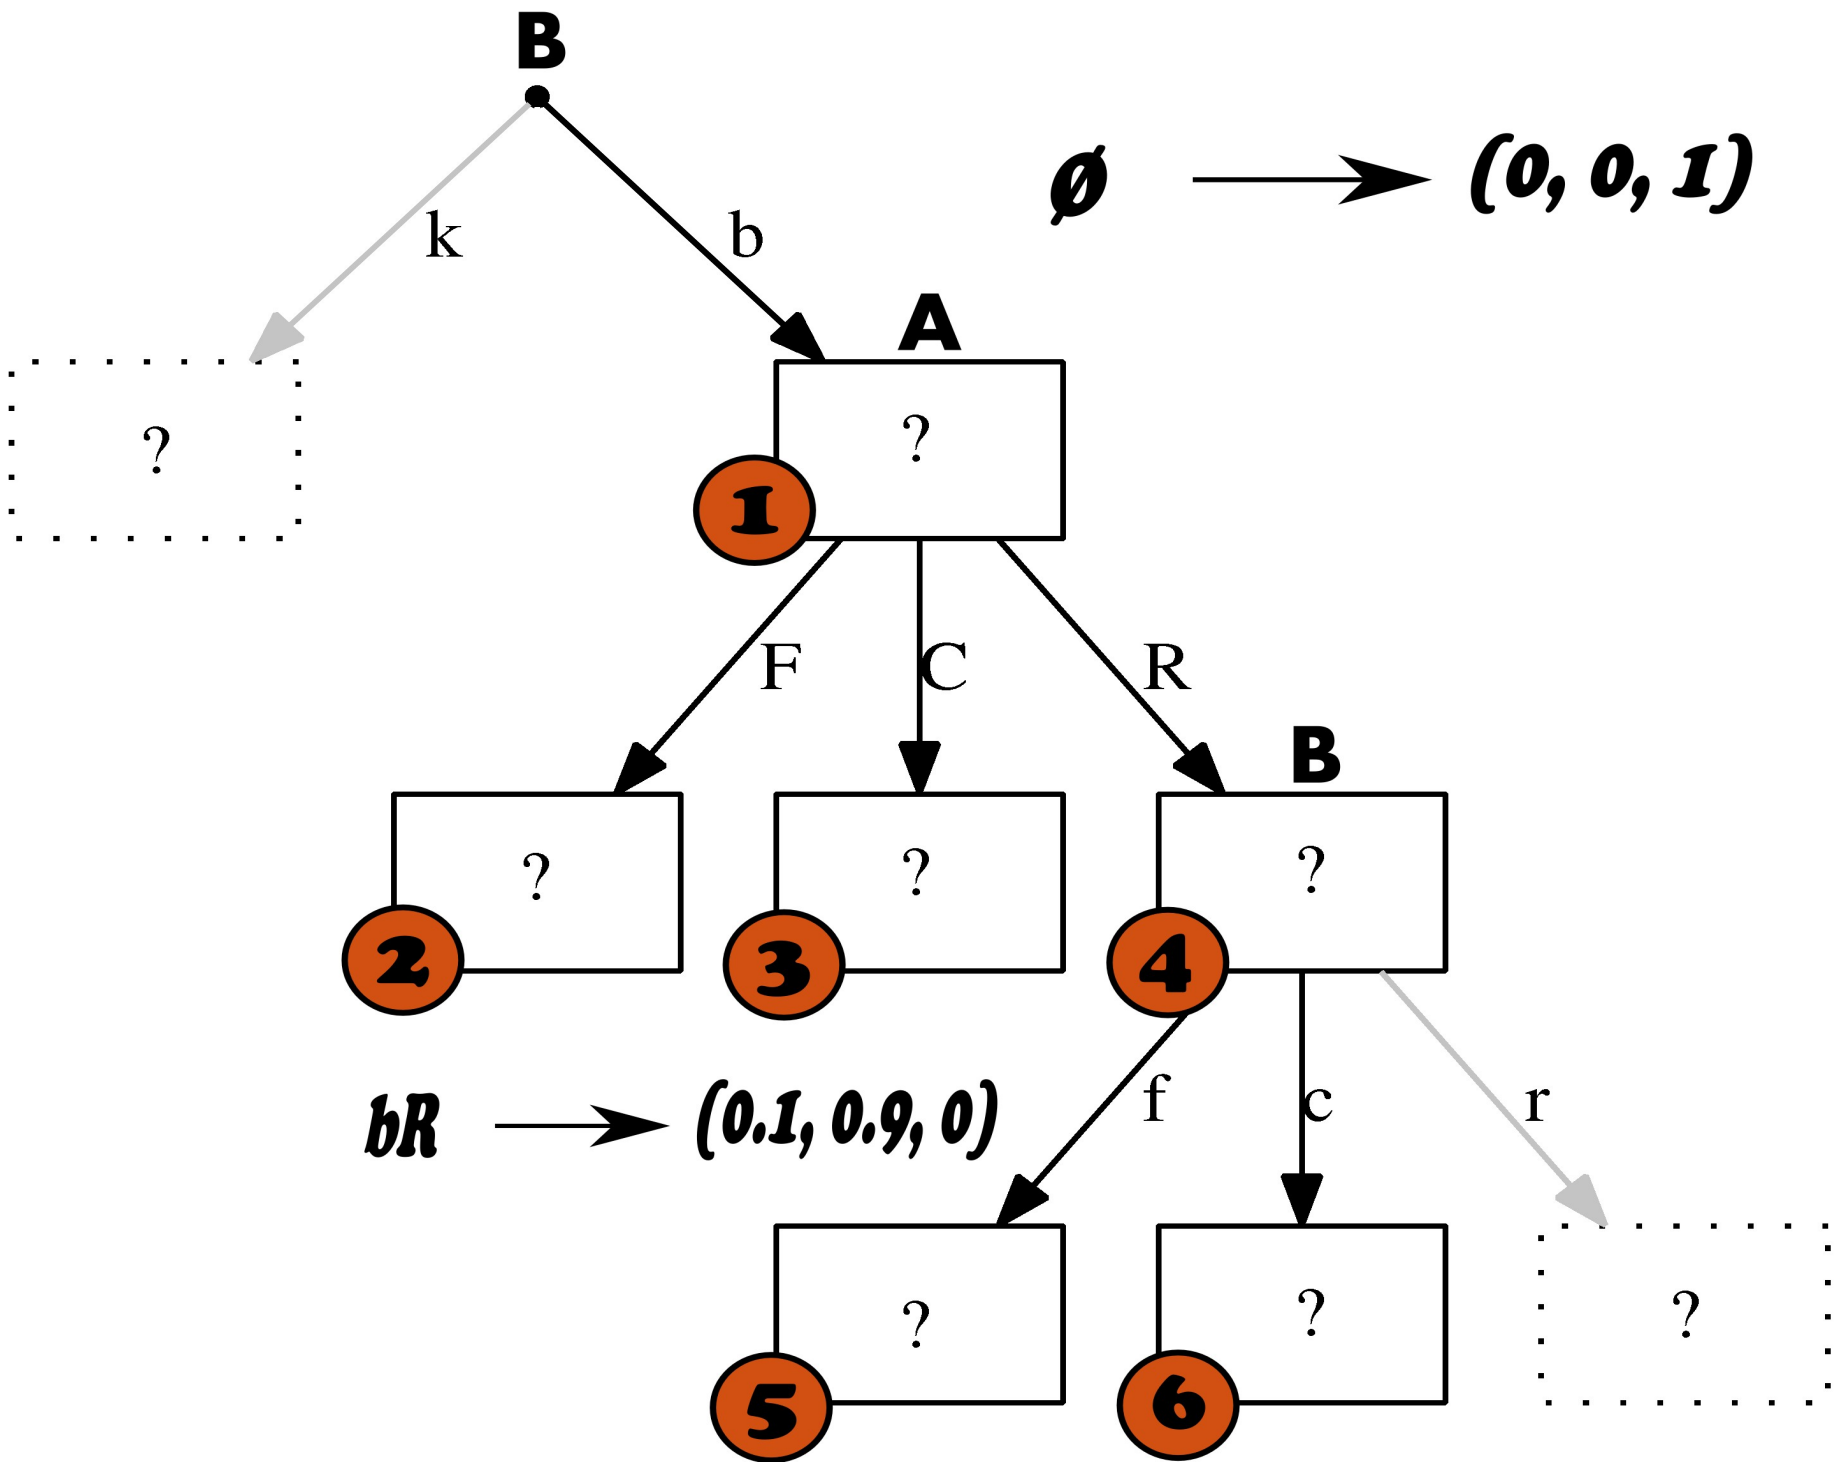 B
Ø (0, 0, 1)
k b
A
?
?
1
F C R
B
? ? ?
2 3 4
bR (0.1, 0.9, 0)
f c r
? ? ?
5 6